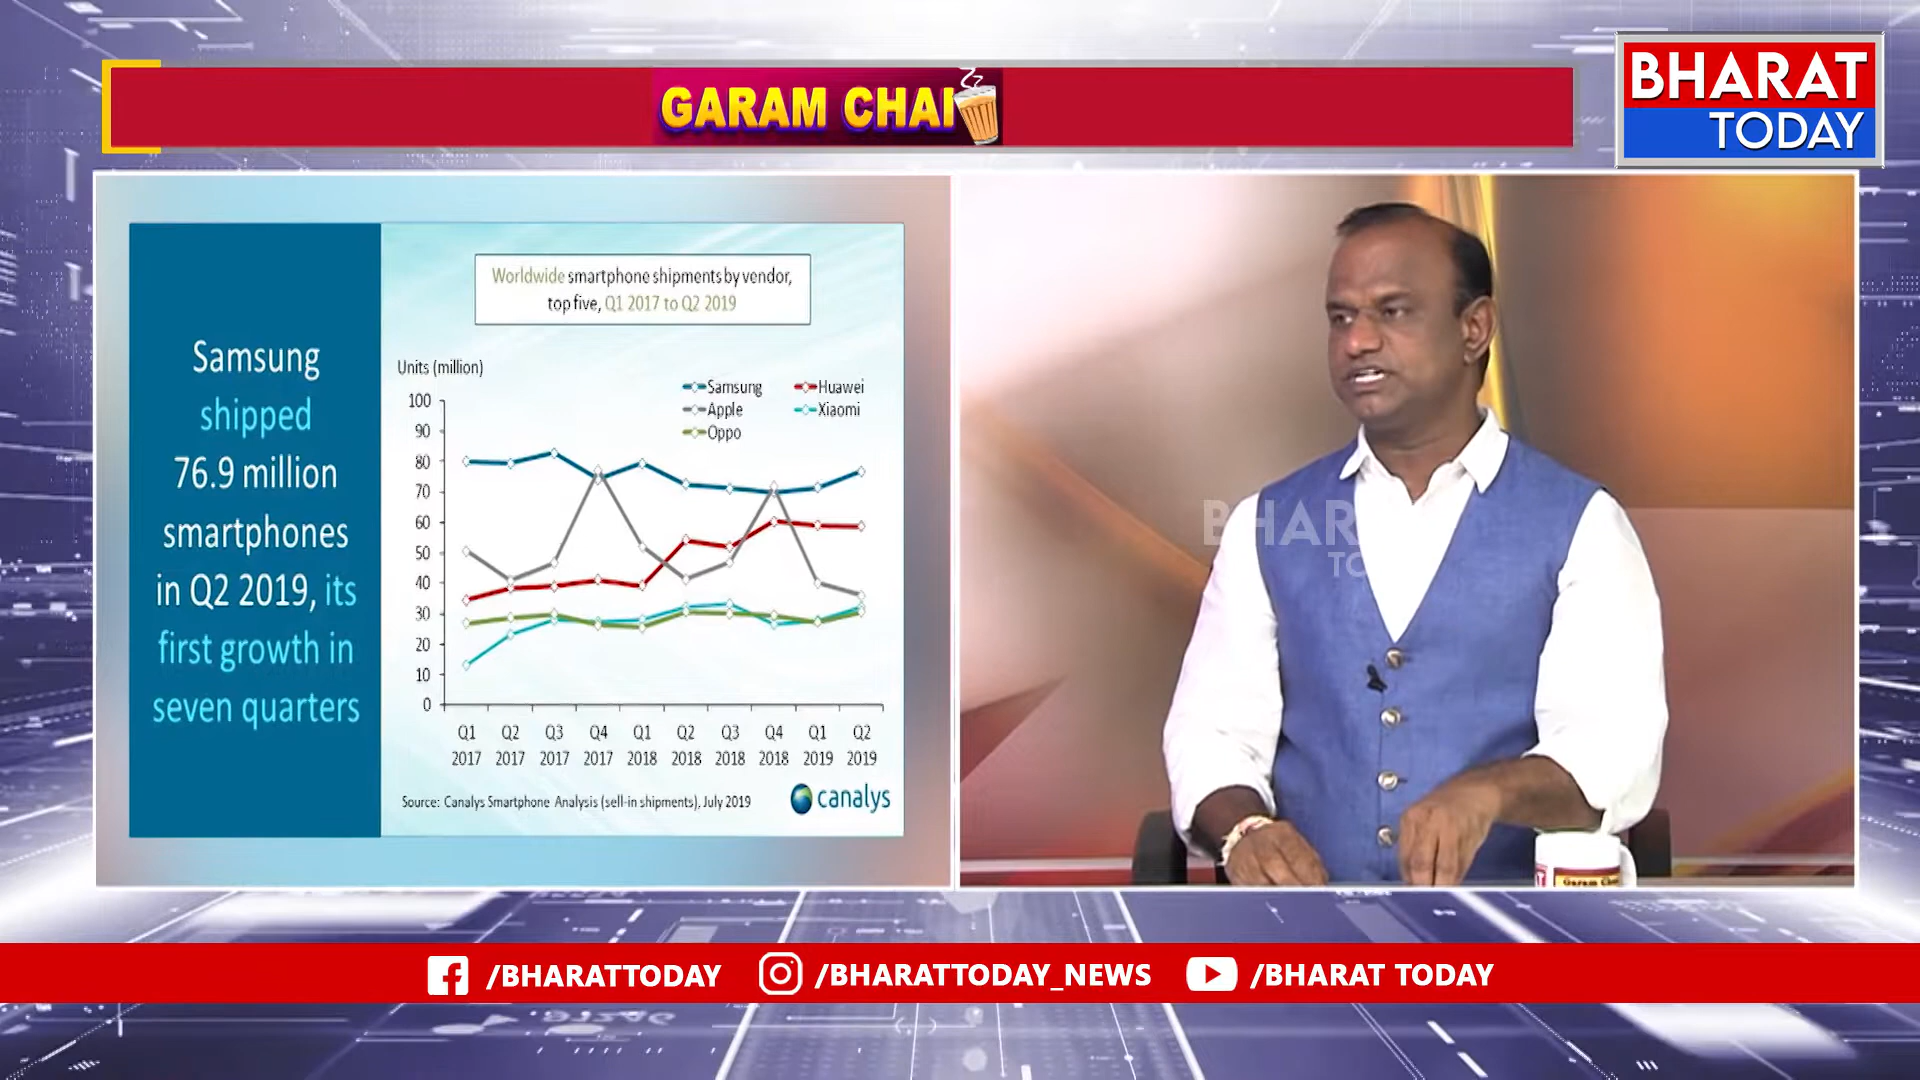 GARAM CHAI
BHARAT
TODAY
Samsung
shipped
76.9 million
smartphones
in Q2 2019, its
first growth in
seven quarters
Worldwide smartphone shipments by vendor,
top five, Q1 2017 to Q2 2019
Units (million)
Samsung
Huawei
Apple
Xiaomi
Oppo
100
90
80
70
60
50
40
30
20
10
0
Q1 Q2 Q3 Q4 Q1 Q2 Q3 Q4 Q1 Q2
2017 2017 2017 2017 2018 2018 2018 2018 2019 2019
Source: Canalys Smartphone Analysis (sell-in shipments), July 2019
canalys
/BHARATTODAY
/BHARATTODAY_NEWS
/BHARAT TODAY